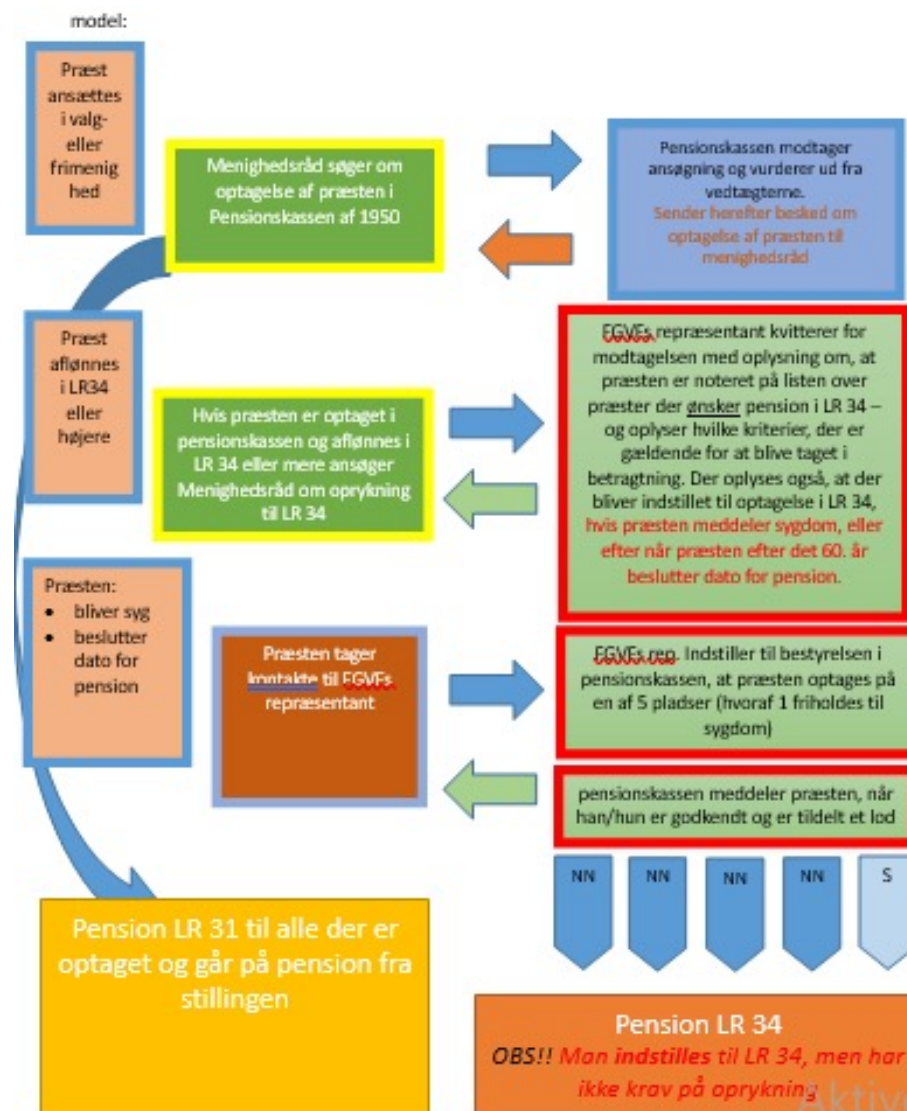 model:
Præst
ansættes
i valg-
eller
frimenig
hed
Menighedsråd søger om
optagelse af præsten i
Pensionskassen af 1950
Pensionskassen modtager
ansøgning og vurderer ud fra
vedtægterne.
Sender herefter besked om
optagelse af præsten til
menighedsråd
Præst
aflønnes
i LR34
eller
højere
Hvis præsten er optaget i
pensionskassen og aflønnes i
LR 34 eller mere ansøger
Menighedsråd om oprykning
til LR 34
FGVFs repræsentant kvitterer for
modtagelsen med oplysning om, at
præsten er noteret på listen over
præster der ønsker pension i LR 34 –
og oplyser hvilke kriterier, der er
gældende for at blive taget i
betragtning. Der oplyses også, at der
bliver indstillet til optagelse i LR 34,
hvis præsten meddeler sygdom, eller
efter når præsten efter det 60. år
beslutter dato for pension.
Præsten:
• bliver syg
• beslutter
dato for
pension
Præsten tager
kontakte til FGVFs
repræsentant
FGVFs rep. Indstiller til bestyrelsen i
pensionskassen, at præsten optages på
en af 5 pladser (hvoraf 1 friholdes til
sygdom)
pensionskassen meddeler præsten, når
han/hun er godkendt og er tildelt et lod
NN NN NN NN S
Pension LR 31 til alle der er
optaget og går på pension fra
stillingen
Pension LR 34
OBS!! Man indstilles til LR 34, men har
ikke krav på oprykning
Aktive